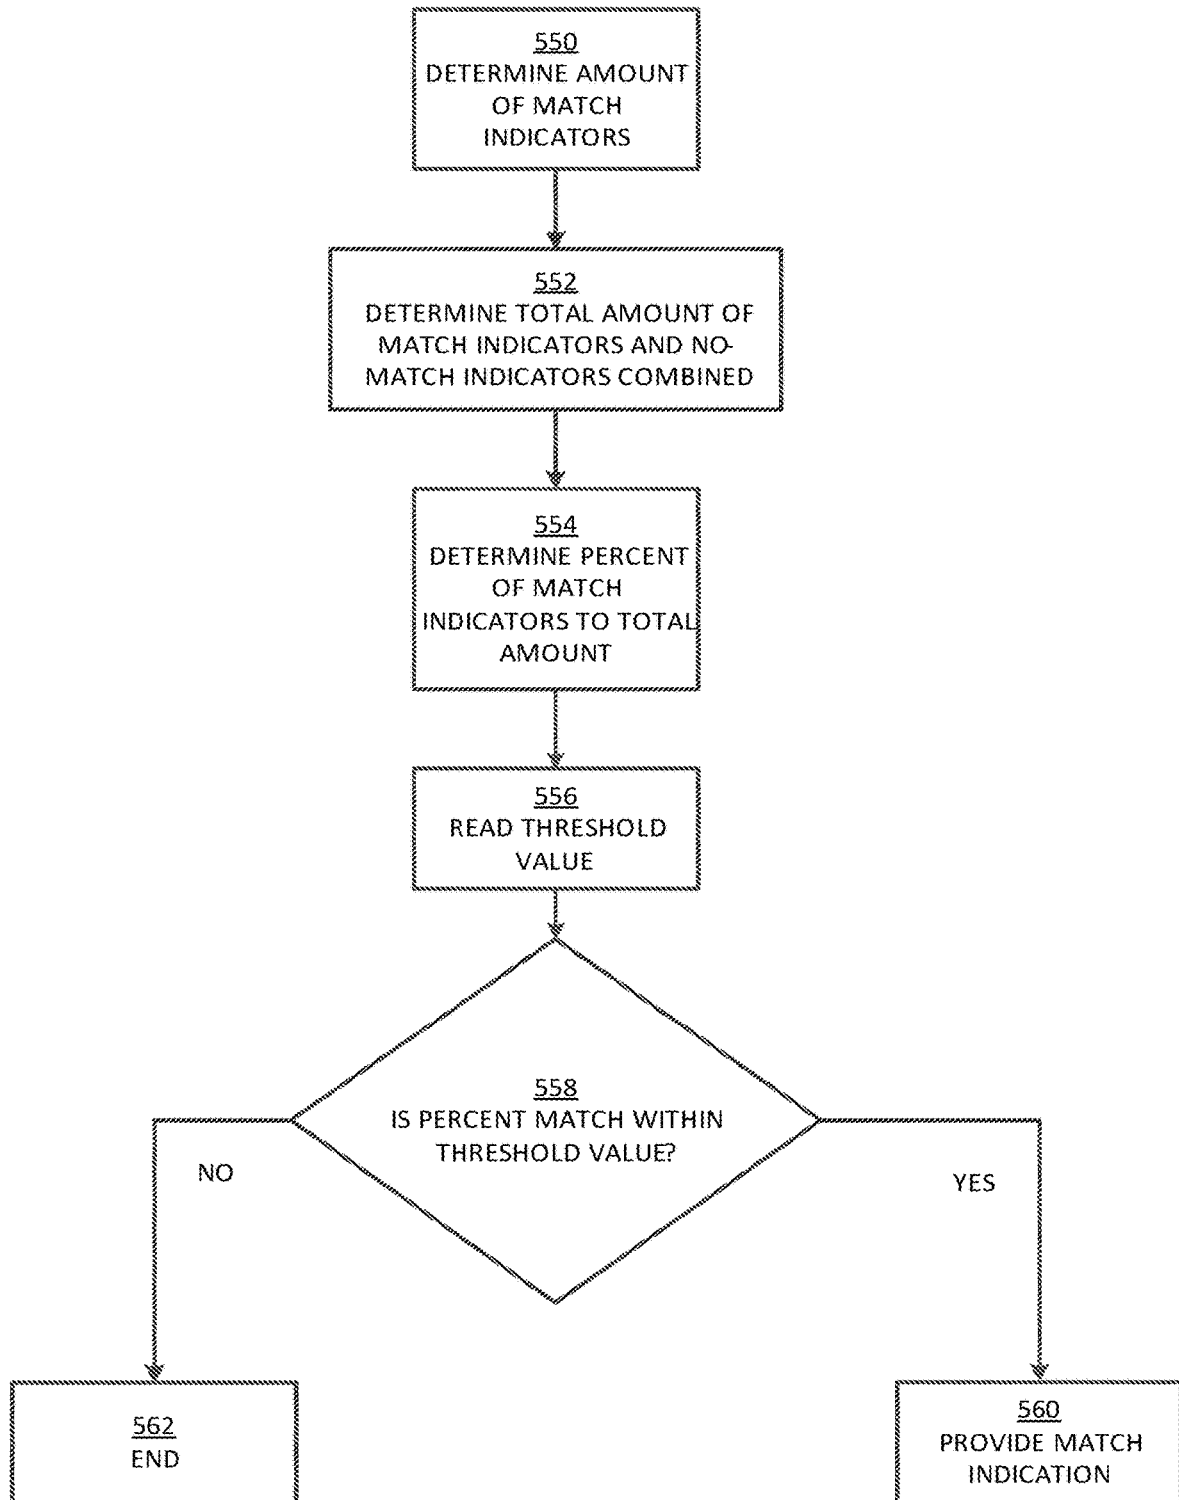 550
DETERMINE AMOUNT
OF MATCH
INDICATORS
552
DETERMINE TOTAL AMOUNT OF
MATCH INDICATORS AND NO-
MATCH INDICATORS COMBINED
554
DETERMINE PERCENT
OF MATCH
INDICATORS TO TOTAL
AMOUNT
556
READ THRESHOLD
VALUE
558
IS PERCENT MATCH WITHIN
THRESHOLD VALUE?
NO
YES
562
END
560
PROVIDE MATCH
INDICATION